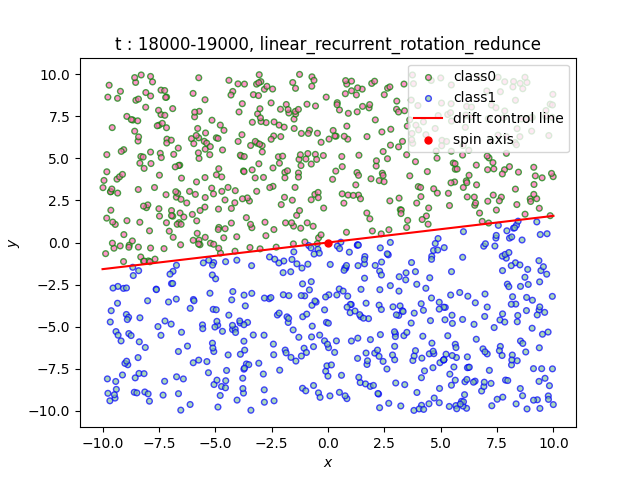 t : 18000-19000, linear_recurrent_rotation_redunce
class0
class1
drift control line
spin axis
10.0
7.5
5.0
2.5
0.0
−2.5
−5.0
−7.5
−10.0
y
−10.0 −7.5 −5.0 −2.5 0.0 2.5 5.0 7.5 10.0
x